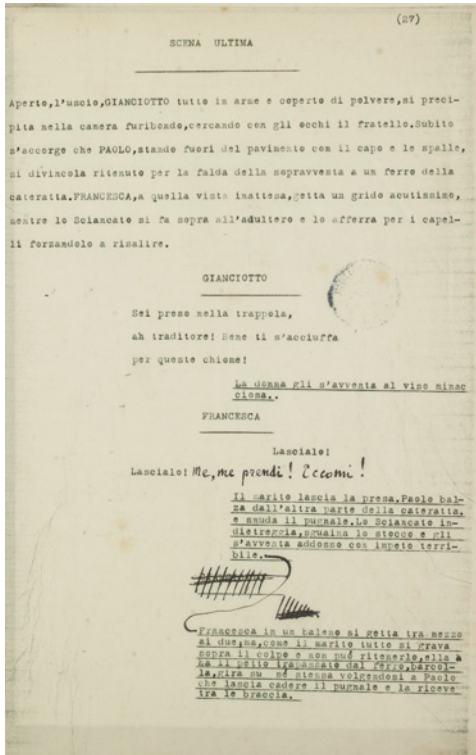 (27)
SCENA ULTIMA
Aperto,l'uscio,GIANCIOTTO tutto in arme e coperto di polvere,si preci-
pita nella camera furibondo,cercando con gli occhi il fratello.Subito
s'accorge che PAOLO,stando fuori del pavimento con il capo e le spalle,
si divincola ritenuto per la falda della sopravvesta a un ferro della
cateratta.FRANCESCA,a quella vista inattesa,getta un grido acutissimo,
mentre lo Sciancato si fa sopra all'adultero e lo afferra per i capel-
li forzandolo a risalire.
GIANCIOTTO
Sei preso nella trappola,
ah traditore! Bene ti s'acciuffa
per queste chiome!
La donna gli s'avventa al viso minac
ciosa..
FRANCESCA
Lascialo!
Lascialo! Me, me prendi! Eccomi!
Il marito lascia la presa.Paolo bal-
za dall'altra parte della cateratta,
e snuda il pugnale.Lo Sciancato in-
dietreggia,sguaina lo stocco e gli
s'avventa addosso con impeto terri-
bile.
Francesca in un baleno si getta tra mezzo
ai due;ma,come il marito tutto si grava
sopra il colpo e non può ritenerlo,ella à
il petto trapassato dal ferro,barcol-
la,gira su sé stessa volgendosi a Paolo
che lascia cadere il pugnale e la riceve
tra le braccia.